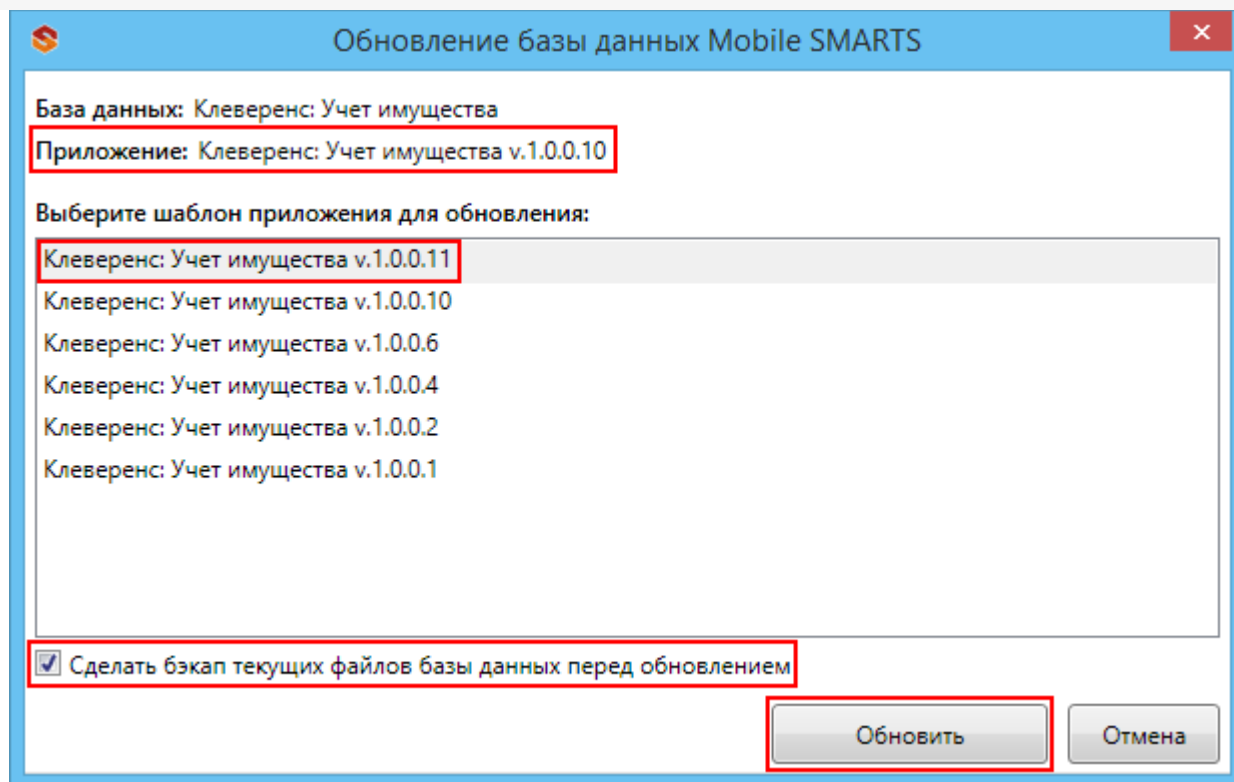 Обновление базы данных Mobile SMARTS
База данных: Клеверенс: Учет имущества
Приложение: Клеверенс: Учет имущества v.1.0.0.10
Выберите шаблон приложения для обновления:
Клеверенс: Учет имущества v.1.0.0.11
Клеверенс: Учет имущества v.1.0.0.10
Клеверенс: Учет имущества v.1.0.0.6
Клеверенс: Учет имущества v.1.0.0.4
Клеверенс: Учет имущества v.1.0.0.2
Клеверенс: Учет имущества v.1.0.0.1
Сделать бэкап текущих файлов базы данных перед обновлением
Обновить Отмена